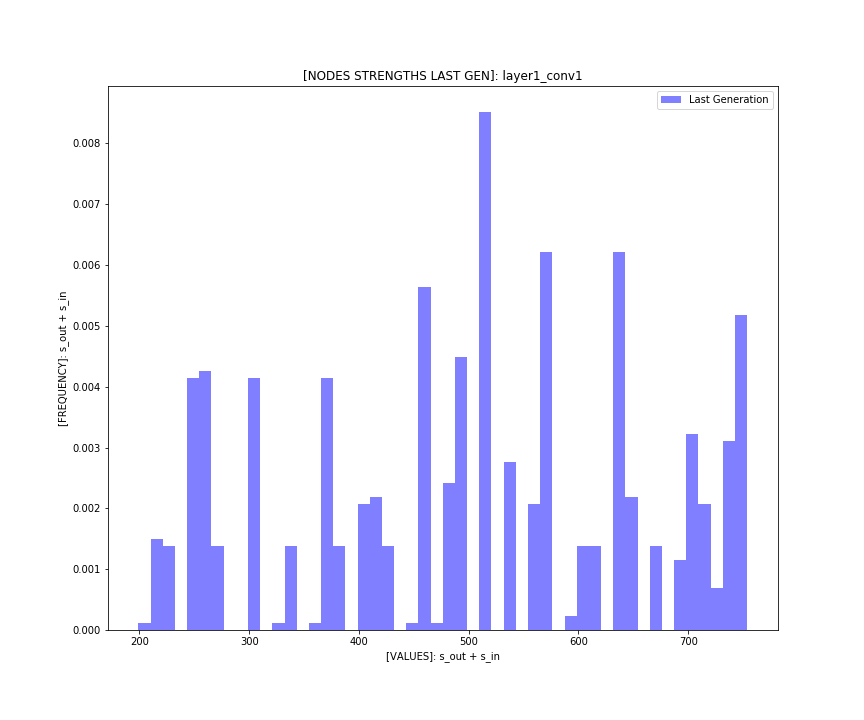 [NODES STRENGTHS LAST GEN]: layer1_conv1
Last Generation
[FREQUENCY]: s_out + s_in
0.008
0.007
0.006
0.005
0.004
0.003
0.002
0.001
0.000
200 300 400 500 600 700
[VALUES]: s_out + s_in